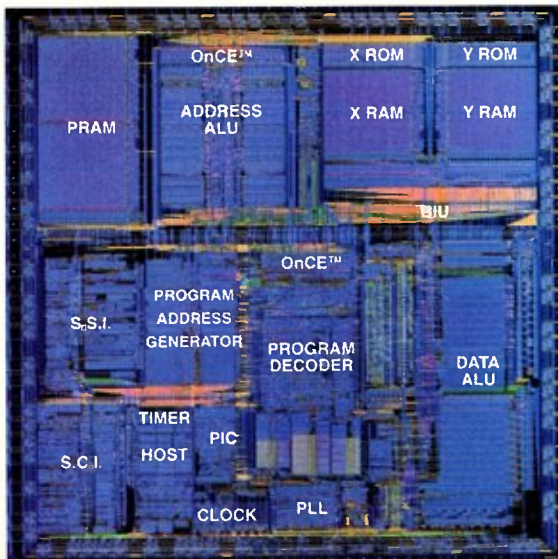 OnCE™
X ROM
Y ROM
PRAM
ADDRESS
ALU
X RAM
Y RAM
BIU
OnCE™
S.S.I.
PROGRAM
ADDRESS
GENERATOR
PROGRAM
DECODER
DATA
ALU
TIMER
HOST
PIC
S.C.I.
CLOCK
PLL